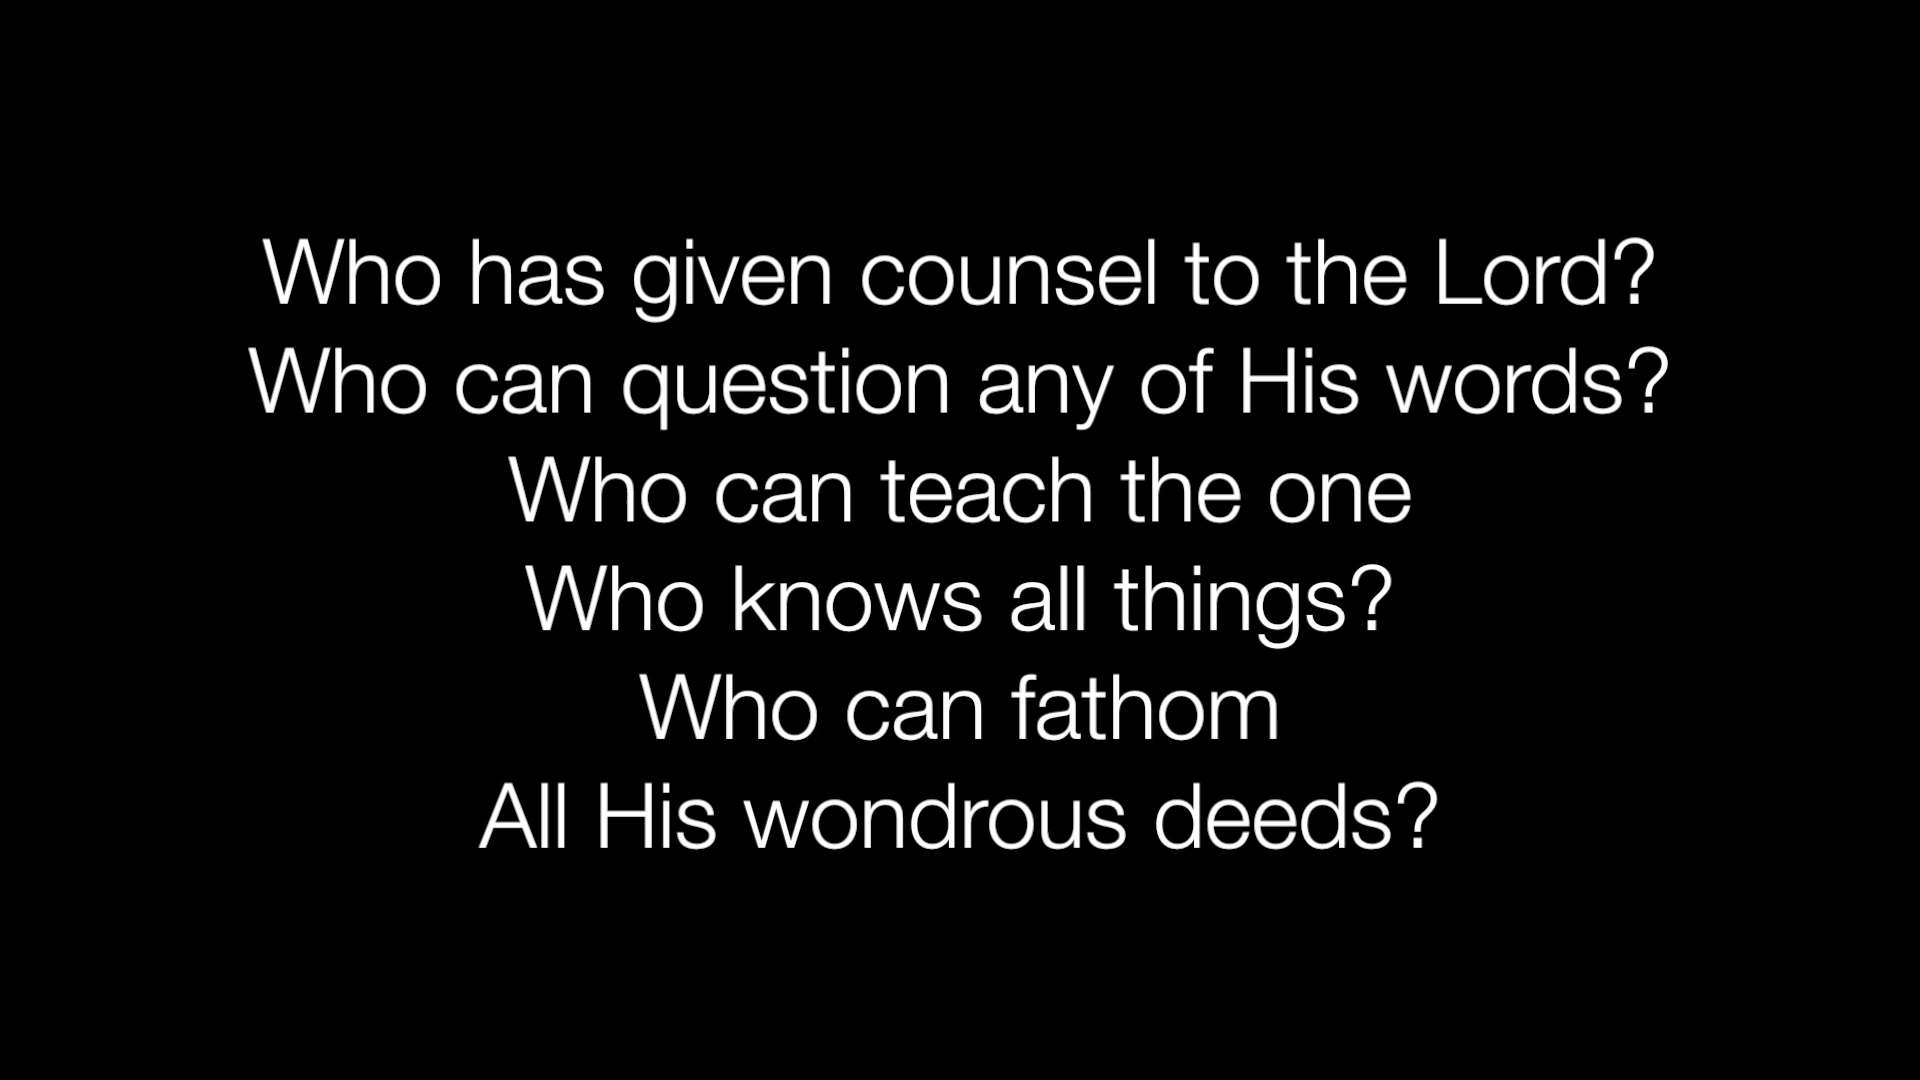 Who has given counsel to the Lord?
Who can question any of His words?
Who can teach the one
Who knows all things?
Who can fathom
All His wondrous deeds?